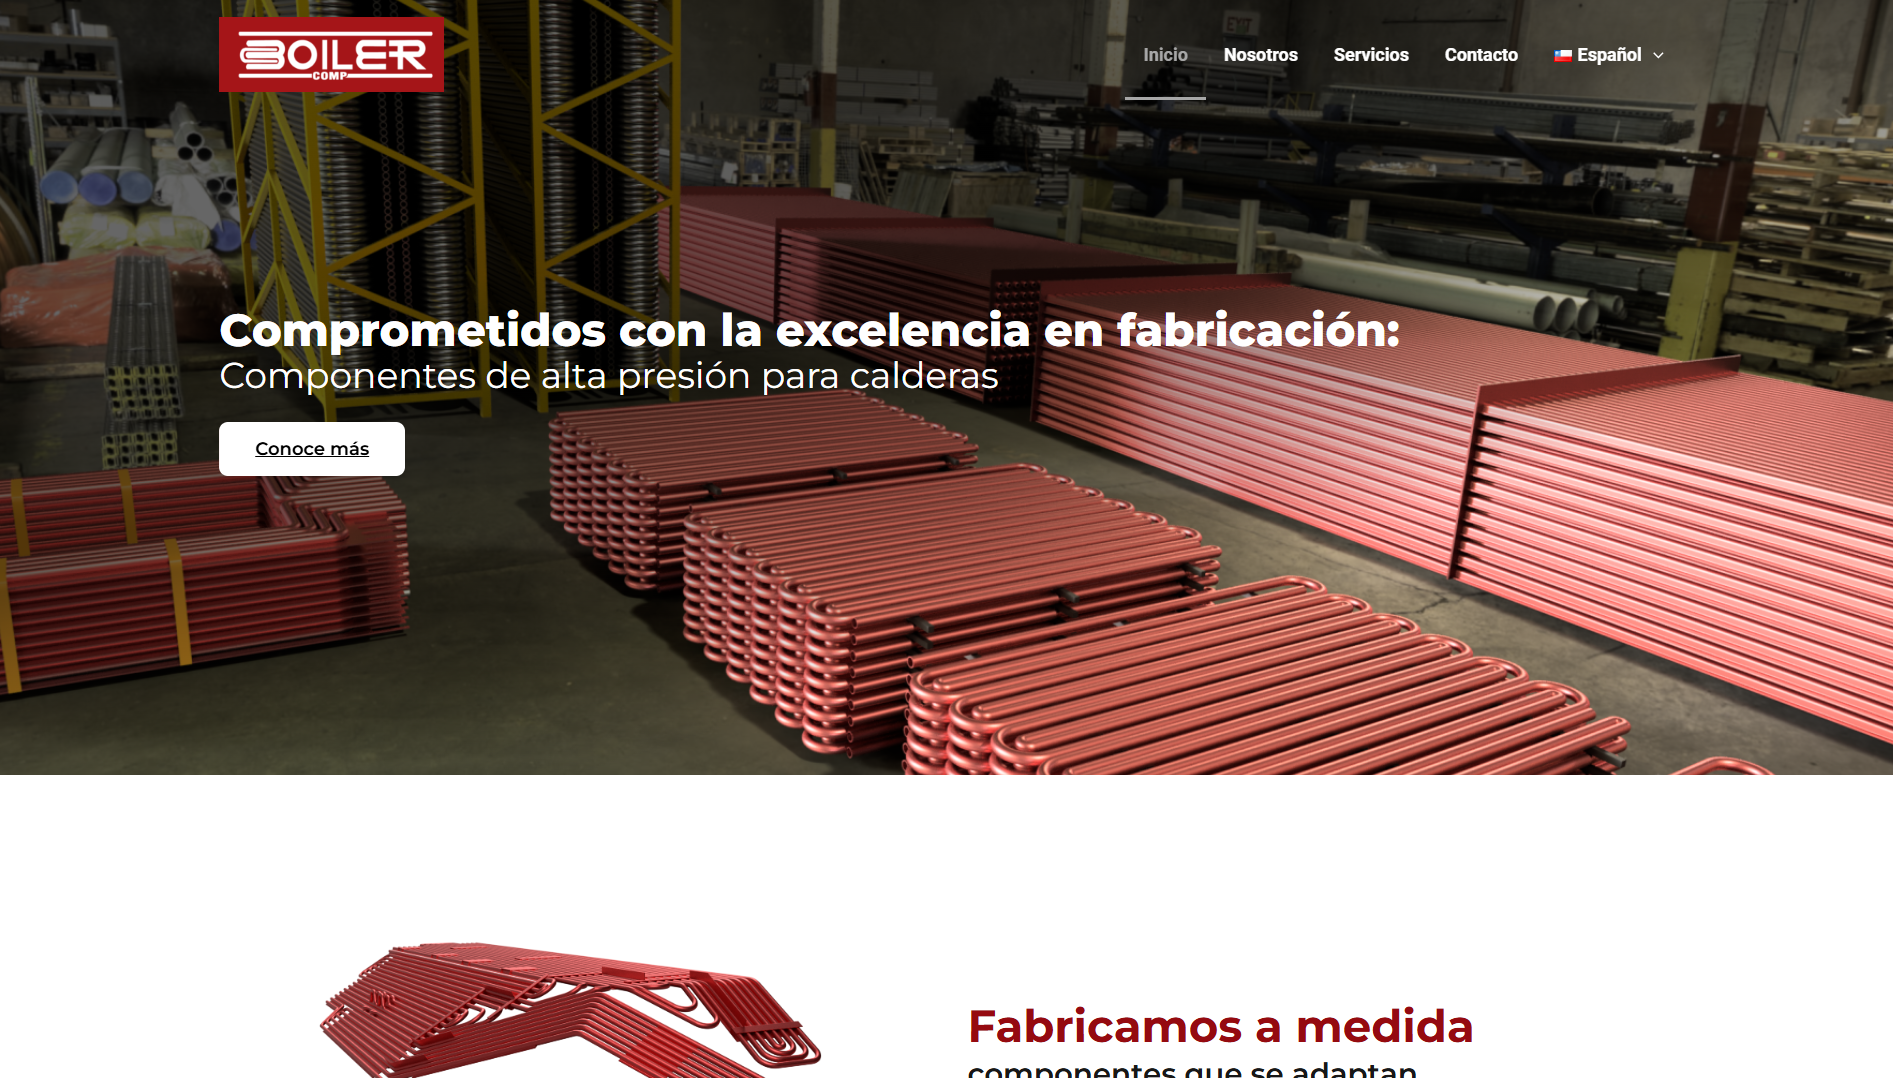 BOILER
COMP
EXIT
Inicio Nosotros Servicios Contacto Español
Comprometidos con la excelencia en fabricación:
Componentes de alta presión para calderas
Conoce más
Fabricamos a medida
componentes que se adaptan